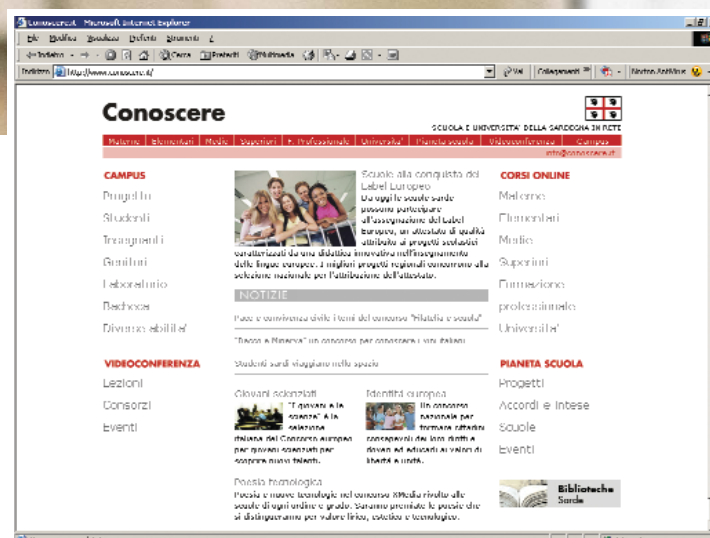 Conoscere.it - Microsoft Internet Explorer
File Modifica Visualizza Preferiti Strumenti ?
Indietro Cerca Preferiti Multimedia
Indirizzo http://www.conoscere.it/ Vai Collegamenti Norton AntiVirus
Conoscere
SCUOLA E UNIVERSITA' DELLA SARDEGNA IN RETE
Materne Elementari Medie Superiori F. Professionale Universita' Pianeta scuola Videoconferenza Campus
info@conoscere.it
CAMPUS
Progetto
Studenti
Insegnanti
Genitori
Laboratorio
Bacheca
Diverse abilita'
VIDEOCONFERENZA
Lezioni
Consorzi
Eventi
Scuole alla conquista del
Label Europeo
Da oggi le scuole sarde
possono partecipare
all'assegnazione del Label
Europeo, un attestato di qualità
attribuito ai progetti scolastici
caratterizzati da una didattica innovativa nell'insegnamento
delle lingue europee. I migliori progetti regionali concorrono alla
selezione nazionale per l'attribuzione dell'attestato.
NOTIZIE
Pace e convivenza civile i temi del concorso "Filatelia e scuola"
"Bacco e Minerva" un concorso per conoscere i vini italiani
Studenti sardi viaggiano nello spazio
Giovani scienziati
"I giovani e le
scienze" è la
selezione
italiana del Concorso europeo
per giovani scienziati per
scoprire nuovi talenti.
Identità europea
Un concorso
nazionale per
formare cittadini
consapevoli dei loro diritti e
doveri ed educarli ai valori di
libertà e unità.
Poesia tecnologica
Poesia e nuove tecnologie nel concorso XMedia rivolto alle
scuole di ogni ordine e grado. Saranno premiate le poesie che
si distingueranno per valore lirico, estetico e tecnologico.
CORSI ONLINE
Materne
Elementari
Medie
Superiori
Formazione
professionale
Universita'
PIANETA SCUOLA
Progetti
Accordi e Intese
Scuole
Eventi
Biblioteche
Sarde